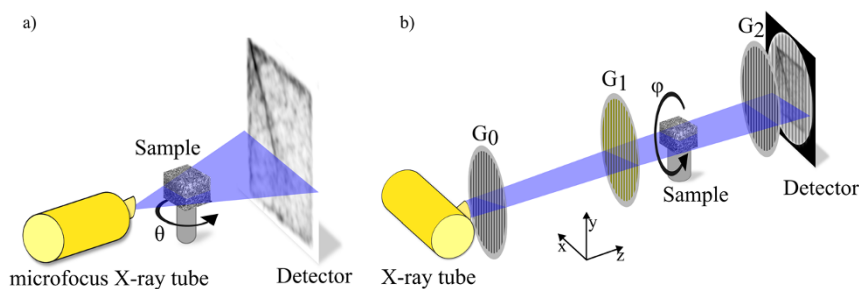 a)
Sample
θ
microfocus X-ray tube
Detector
b)
G0
G1
G2
φ
Sample
Detector
X-ray tube
x
y
z